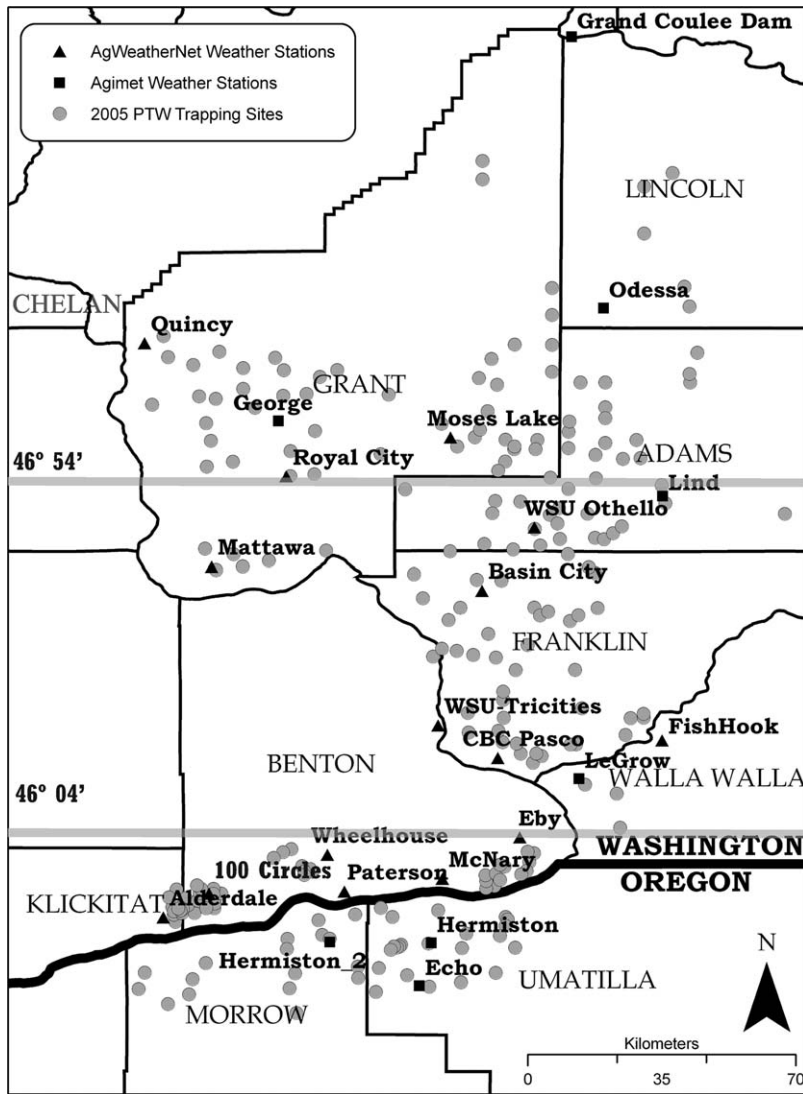 Grand Coulee Dam
AgWeatherNet Weather Stations
Agimet Weather Stations
2005 PTW Trapping Sites
LINCOLN
CHELAN
Odessa
Quincy
GRANT
George
Moses Lake
ADAMS
46° 54'
Royal City
Lind
WSU Othello
Mattawa
Basin City
FRANKLIN
WSU-Tricities
FishHook
CBC Pasco
BENTON
LeGrow
WALLA WALLA
46° 04'
Eby
Wheelhouse
WASHINGTON
McNary
100 Circles
Paterson
OREGON
KLICKITAT
Alderdale
Hermiston
Hermiston_2
Echo
UMATILLA
MORROW
N
Kilometers
0 35 70